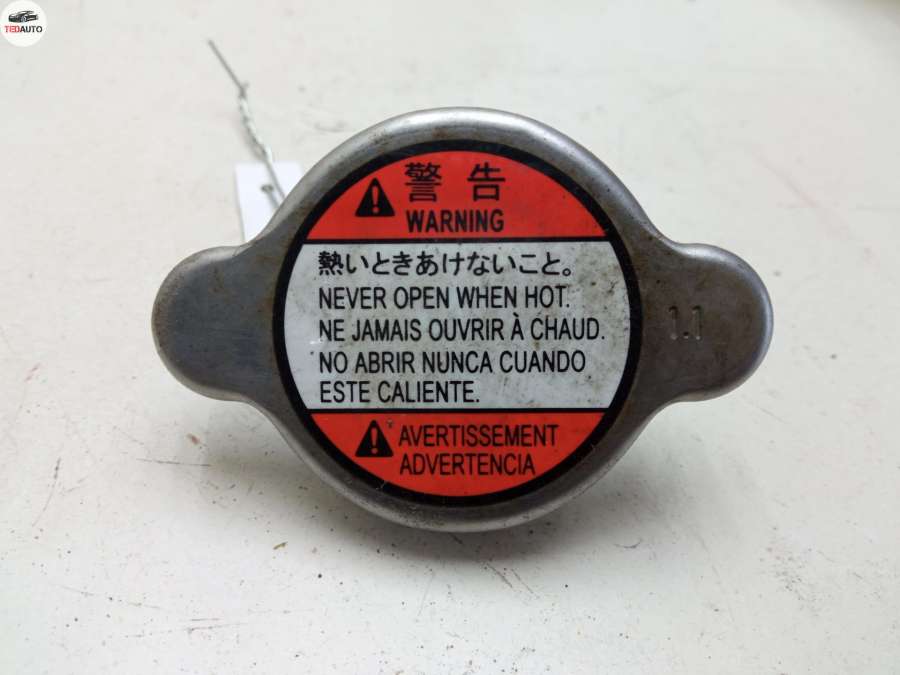 TEDAUTO
警告
WARNING
熱いときあけないこと。
NEVER OPEN WHEN HOT.
NE JAMAIS OUVRIR À CHAUD.
NO ABRIR NUNCA CUANDO
ESTE CALIENTE.
1.1
AVERTISSEMENT
ADVERTENCIA